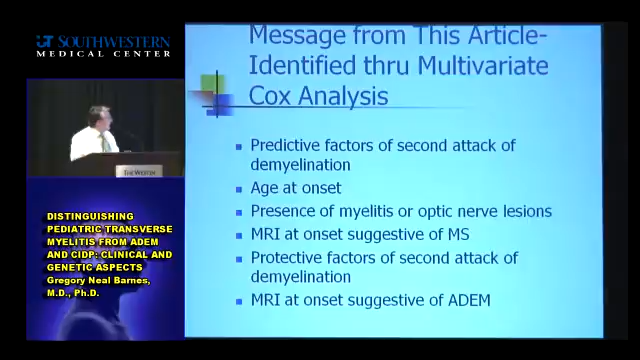 UT SOUTHWESTERN
MEDICAL CENTER
THE WESTIN
DISTINGUISHING
PEDIATRIC TRANSVERSE
MYELITIS FROM ADEM
AND CIDP: CLINICAL AND
GENETIC ASPECTS
Gregory Neal Barnes,
M.D., Ph.D.
Message from This Article-
Identified thru Multivariate
Cox Analysis
Predictive factors of second attack of
demyelination
Age at onset
Presence of myelitis or optic nerve lesions
MRI at onset suggestive of MS
Protective factors of second attack of
demyelination
MRI at onset suggestive of ADEM